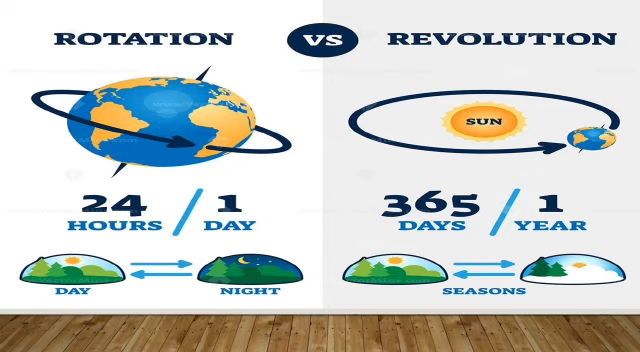 ROTATION VS REVOLUTION
SUN
24 / 1
HOURS DAY
365 / 1
DAYS YEAR
DAY NIGHT
SEASONS